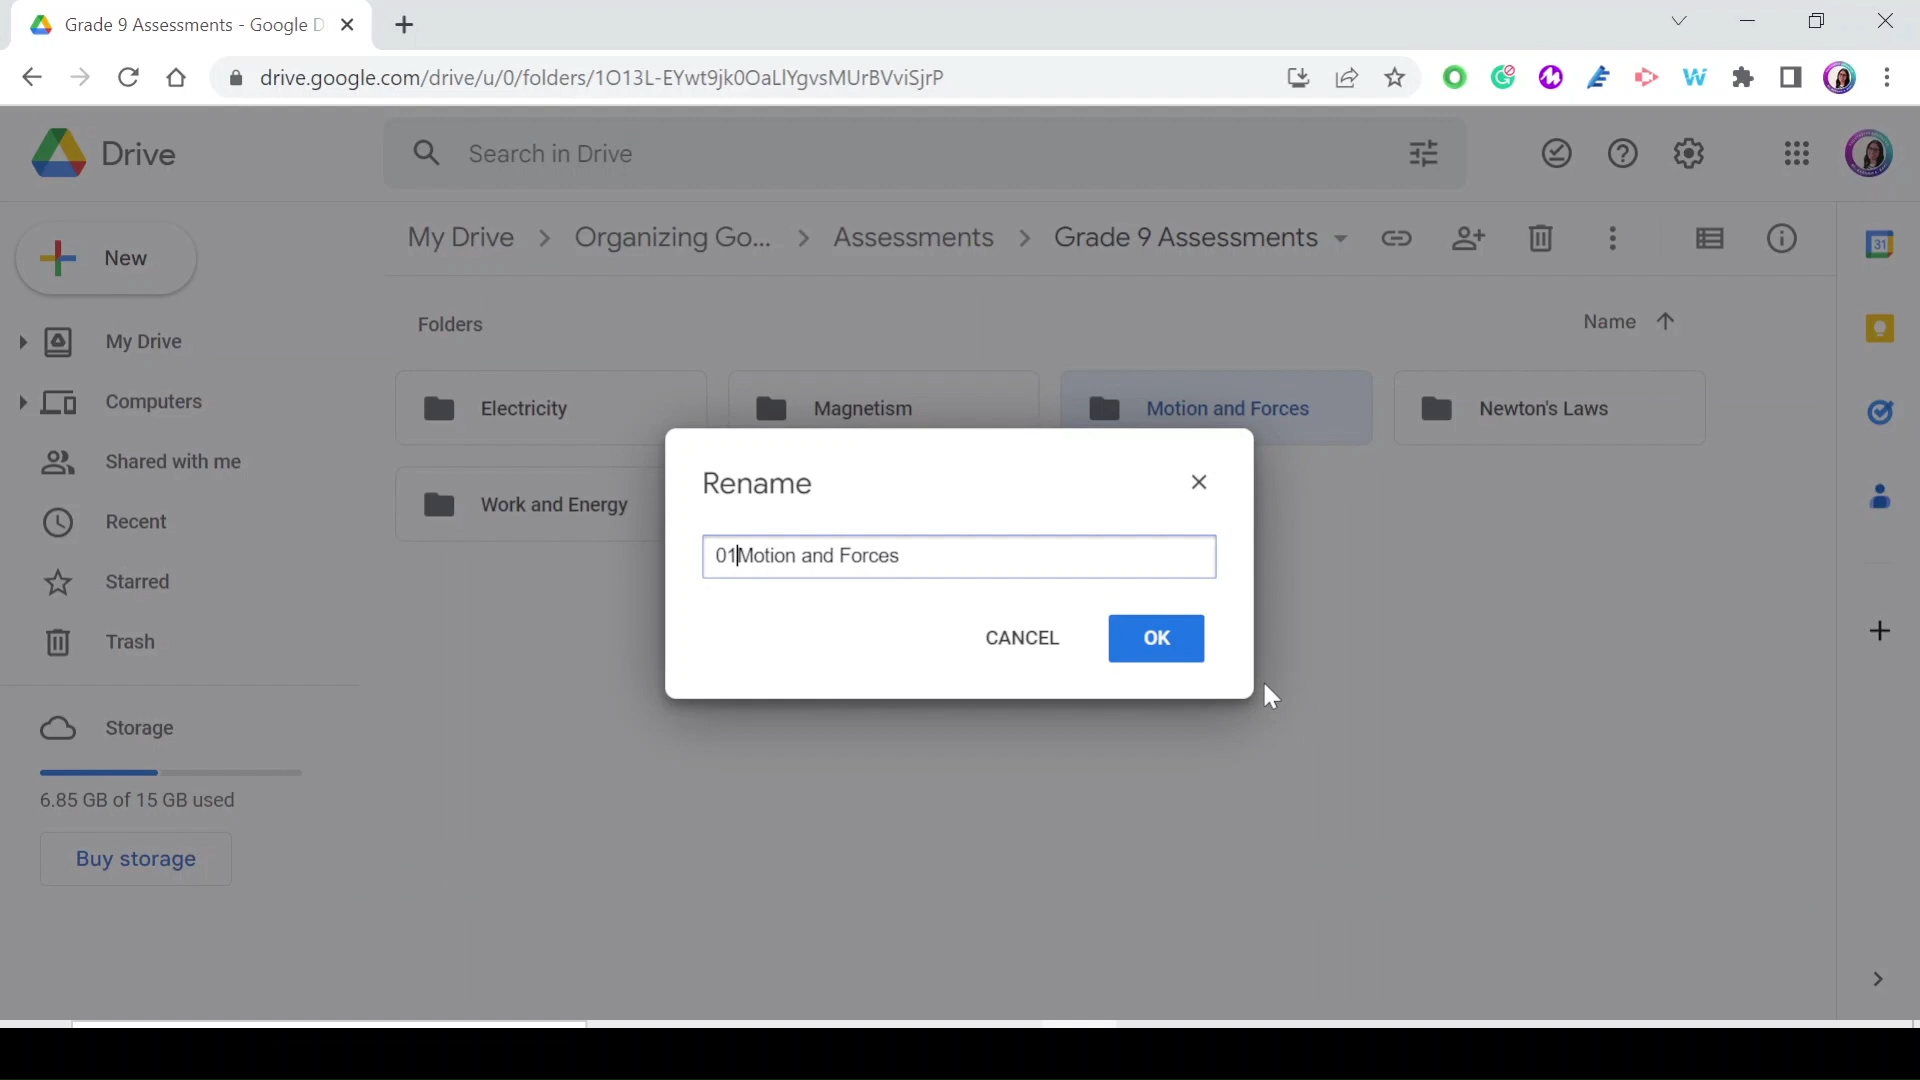 Grade 9 Assessments - Google D
drive.google.com/drive/u/0/folders/1O13L-EYwt9jk0OaLlYgvsMUrBVviSjrP
Drive
Search in Drive
New
My Drive
Organizing Go...
Assessments
Grade 9 Assessments
31
Folders
Name
My Drive
Computers
Shared with me
Recent
Starred
Trash
Storage
6.85 GB of 15 GB used
Buy storage
Electricity
Magnetism
Motion and Forces
Newton's Laws
Work and Energy
Rename
01Motion and Forces
CANCEL
OK